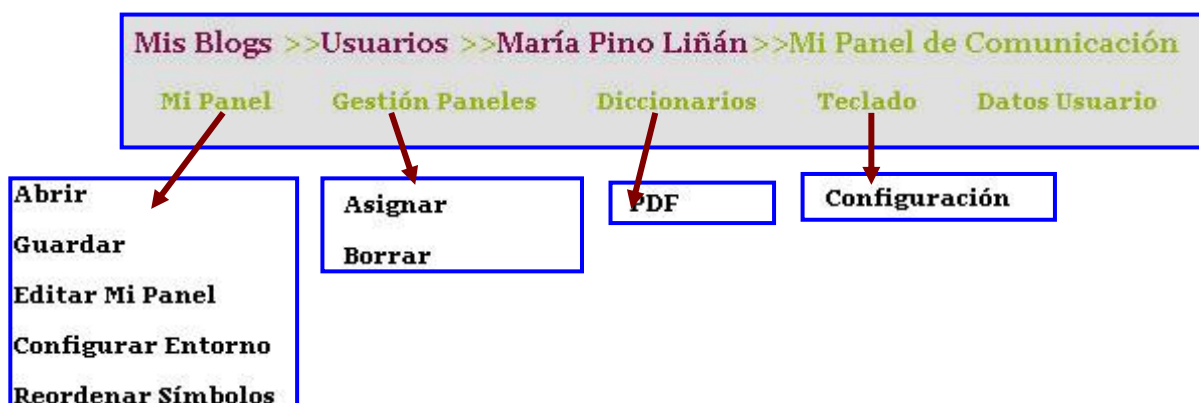 Mis Blogs >>Usuarios >>María Pino Liñán>>Mi Panel de Comunicación
Mi Panel Gestión Paneles Diccionarios Teclado Datos Usuario
Abrir
Guardar
Editar Mi Panel
Configurar Entorno
Reordenar Símbolos
Asignar
Borrar
PDF
Configuración